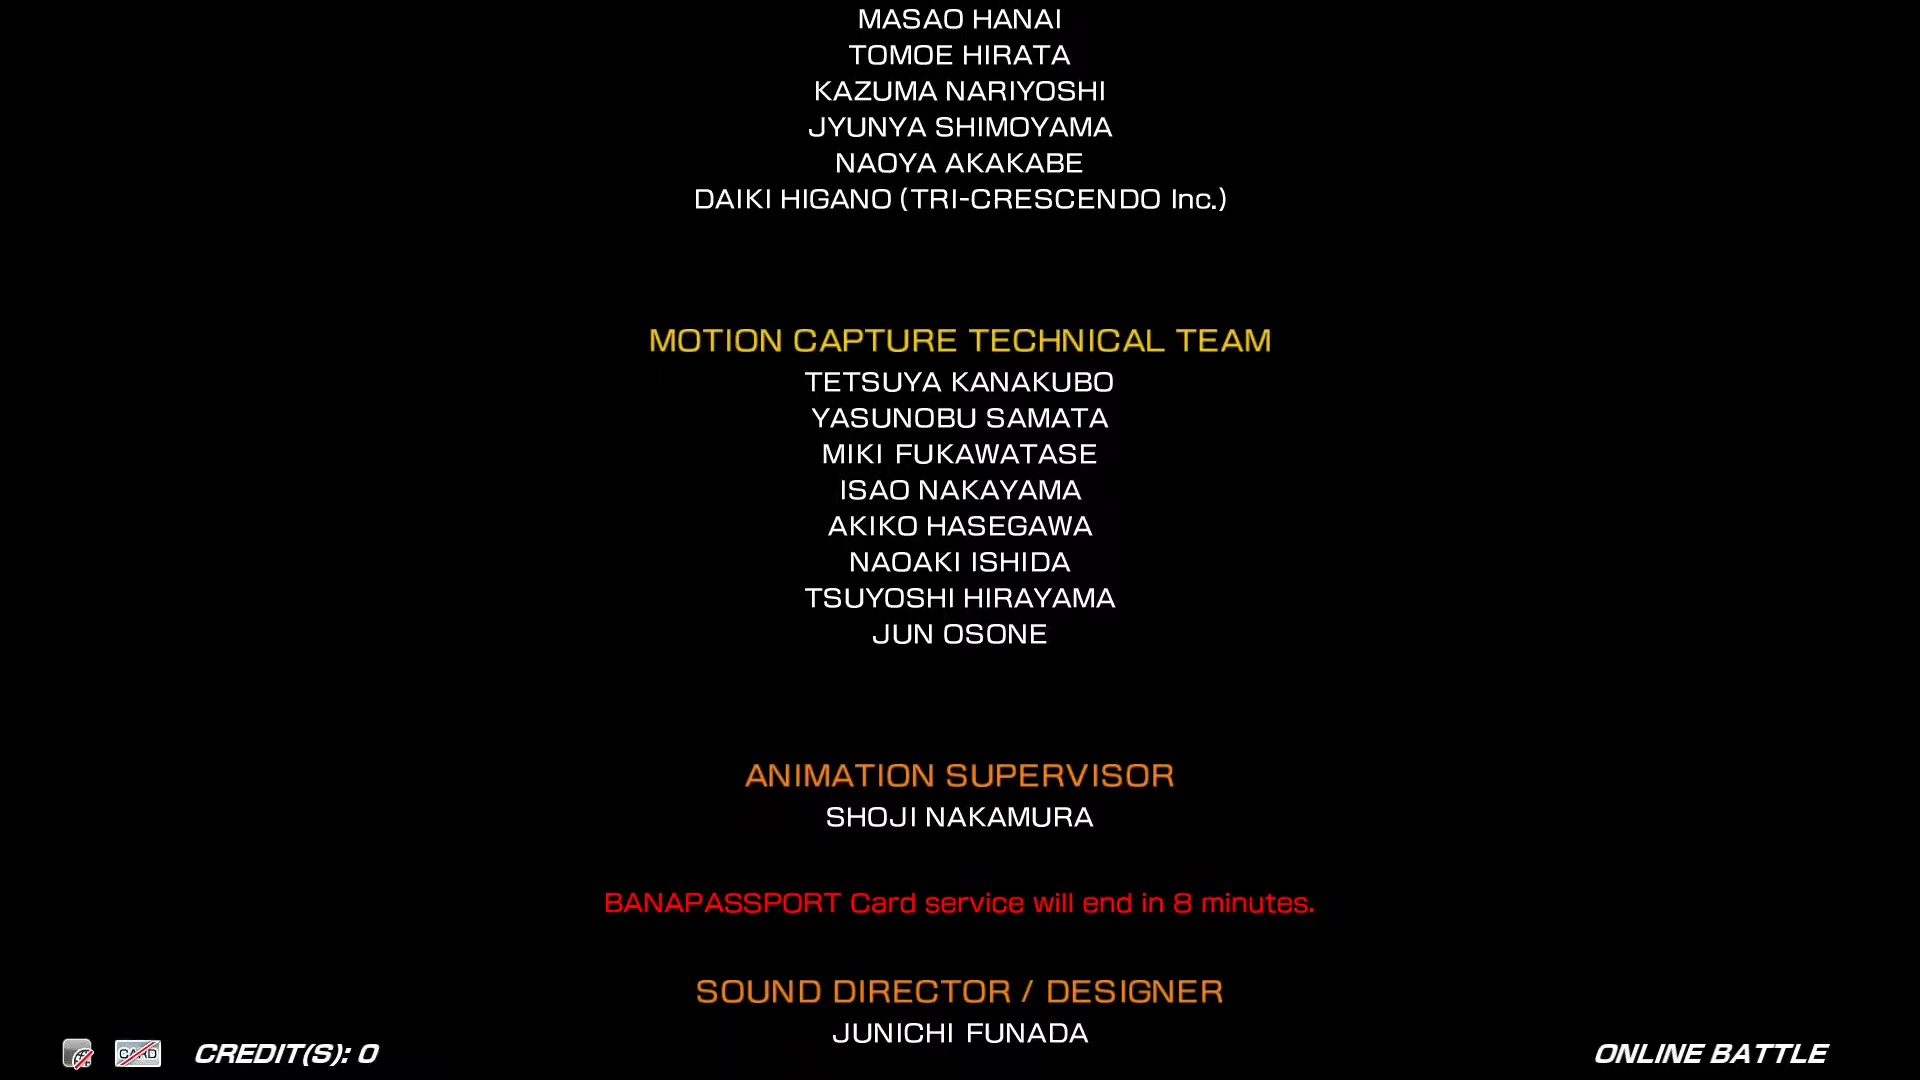 MASAO HANAI
TOMOE HIRATA
KAZUMA NARIYOSHI
JYUNYA SHIMOYAMA
NAOYA AKAKABE
DAIKI HIGANO (TRI-CRESCENDO Inc.)
MOTION CAPTURE TECHNICAL TEAM
TETSUYA KANAKUBO
YASUNOBU SAMATA
MIKI FUKAWATASE
ISAO NAKAYAMA
AKIKO HASEGAWA
NAOAKI ISHIDA
TSUYOSHI HIRAYAMA
JUN OSONE
ANIMATION SUPERVISOR
SHOJI NAKAMURA
BANAPASSPORT Card service will end in 8 minutes.
SOUND DIRECTOR / DESIGNER
JUNICHI FUNADA
CARD
CREDIT(S): 0
ONLINE BATTLE